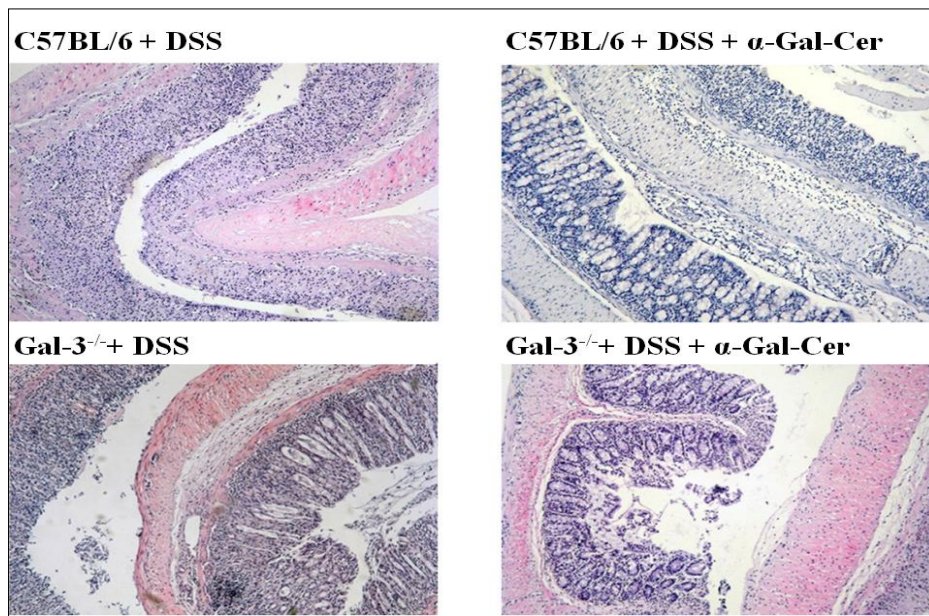 C57BL/6 + DSS
C57BL/6 + DSS + α-Gal-Cer
Gal-3⁻/⁻+ DSS
Gal-3⁻/⁻+ DSS + α-Gal-Cer